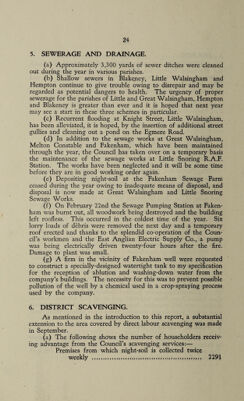 24
5. SEWERAGE AND DRAINAGE.
(a) Approximately 3,300 yards of sewer ditches were cleaned
out during the year in various parishes.
(b) Shallow sewers in Blakeney, Little Walsingham and
Hempton continue to give trouble owing to disrepair and may be
regarded as potential dangers to health. The urgency of proper
sewerage for the parishes of Little and Great Walsingham, Hempton
and Blakeney is greater than ever and it is hoped that next year
may see a start in these three schemes in particular.
(c) Recurrent flooding at Knight Street, Little Walsingham,
has been alleviated, it is hoped, by the insertion of additional street
gullies and cleaning out a pond on the Egmere Road.
(d) In addition to the sewage works at Great Walsingham,
Melton Constable and Fakenham, which have been maintained
through the year, the Council has taken over on a temporary basis
the maintenance of the sewage works at Little Snoring R.A.F.
Station. The works have been neglected and it will be some time
before they are in good working order again.
(e) Depositing night-soil at the Fakenham Sewage Farm
ceased during the year owing to inadequate means of disposal, and
disposal is now made at Great Walsingham and Little Snoring
Sewage Works.
(f) On February 22nd the Sewage Pumping Station at Faken-
ham was burnt out, all woodwork being destroyed and the building
left roofless. This occurred in the coldest time of the year. Six
lorry loads of débris were removed the next day and a temporary
roof erected and thanks to the splendid co-operation of the Coun-
cil's workmen and the East Anglian Electric Supply Co., a pump
was being electrically driven twenty-four hours after the fire.
Damage to plant was small.
(g) A firm in the vicinity of Fakenham well were requested
to construct a specially-designed watertight tank to my specification
for the reception of ablution and washing-down water from the
company's buildings. The necessity for this was to prevent possible
pollution of the well by a chemical used in a crop-spraying process
used by the company.
6. DISTRICT SCAVENGING.
As mentioned in the introduction to this report, a substantial
extension to the area covered by direct labour scavenging was made
in September.
(a) The following shows the number of householders receiv-
ing advantage from the Council's scavenging services:—
Premises from which night-soil is collected twice
weekly ............................................. 2291